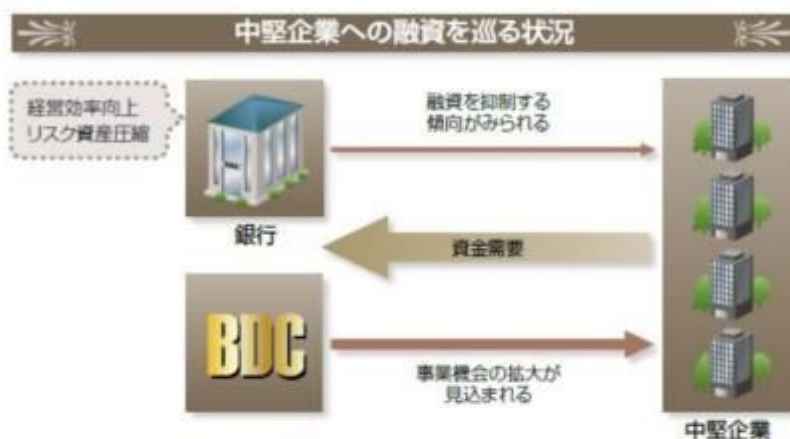 中堅企業への融資を巡る状況
経営効率向上
リスク資産圧縮
融資を抑制する
傾向がみられる
銀行
資金需要
BDC
事業機会の拡大が
見込まれる
中堅企業